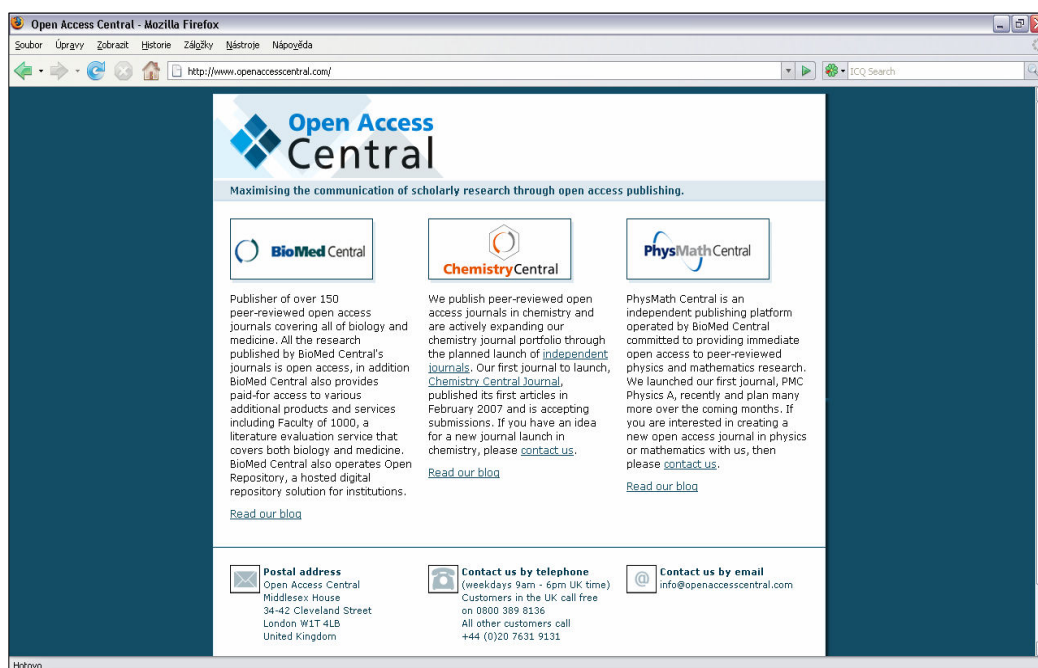 Open Access Central - Mozilla Firefox
Soubor Úpravy Zobrazit Historie Záložky Nástroje Nápověda
http://www.openaccesscentral.com/
ICQ Search
Open Access
Central
Maximising the communication of scholarly research through open access publishing.
BioMed Central
Publisher of over 150
peer-reviewed open access
journals covering all of biology and
medicine. All the research
published by BioMed Central's
journals is open access, in addition
BioMed Central also provides
paid-for access to various
additional products and services
including Faculty of 1000, a
literature evaluation service that
covers both biology and medicine.
BioMed Central also operates Open
Repository, a hosted digital
repository solution for institutions.
Read our blog
ChemistryCentral
We publish peer-reviewed open
access journals in chemistry and
are actively expanding our
chemistry journal portfolio through
the planned launch of independent
journals. Our first journal to launch,
Chemistry Central Journal,
published its first articles in
February 2007 and is accepting
submissions. If you have an idea
for a new journal launch in
chemistry, please contact us.
Read our blog
PhysMathCentral
PhysMath Central is an
independent publishing platform
operated by BioMed Central
committed to providing immediate
open access to peer-reviewed
physics and mathematics research.
We launched our first journal, PMC
Physics A, recently and plan many
more over the coming months. If
you are interested in creating a
new open access journal in physics
or mathematics with us, then
please contact us.
Read our blog
Postal address
Open Access Central
Middlesex House
34-42 Cleveland Street
London W1T 4LB
United Kingdom
Contact us by telephone
(weekdays 9am - 6pm UK time)
Customers in the UK call free
on 0800 389 8136
All other customers call
+44 (0)20 7631 9131
@
Contact us by email
info@openaccesscentral.com
Hotovo